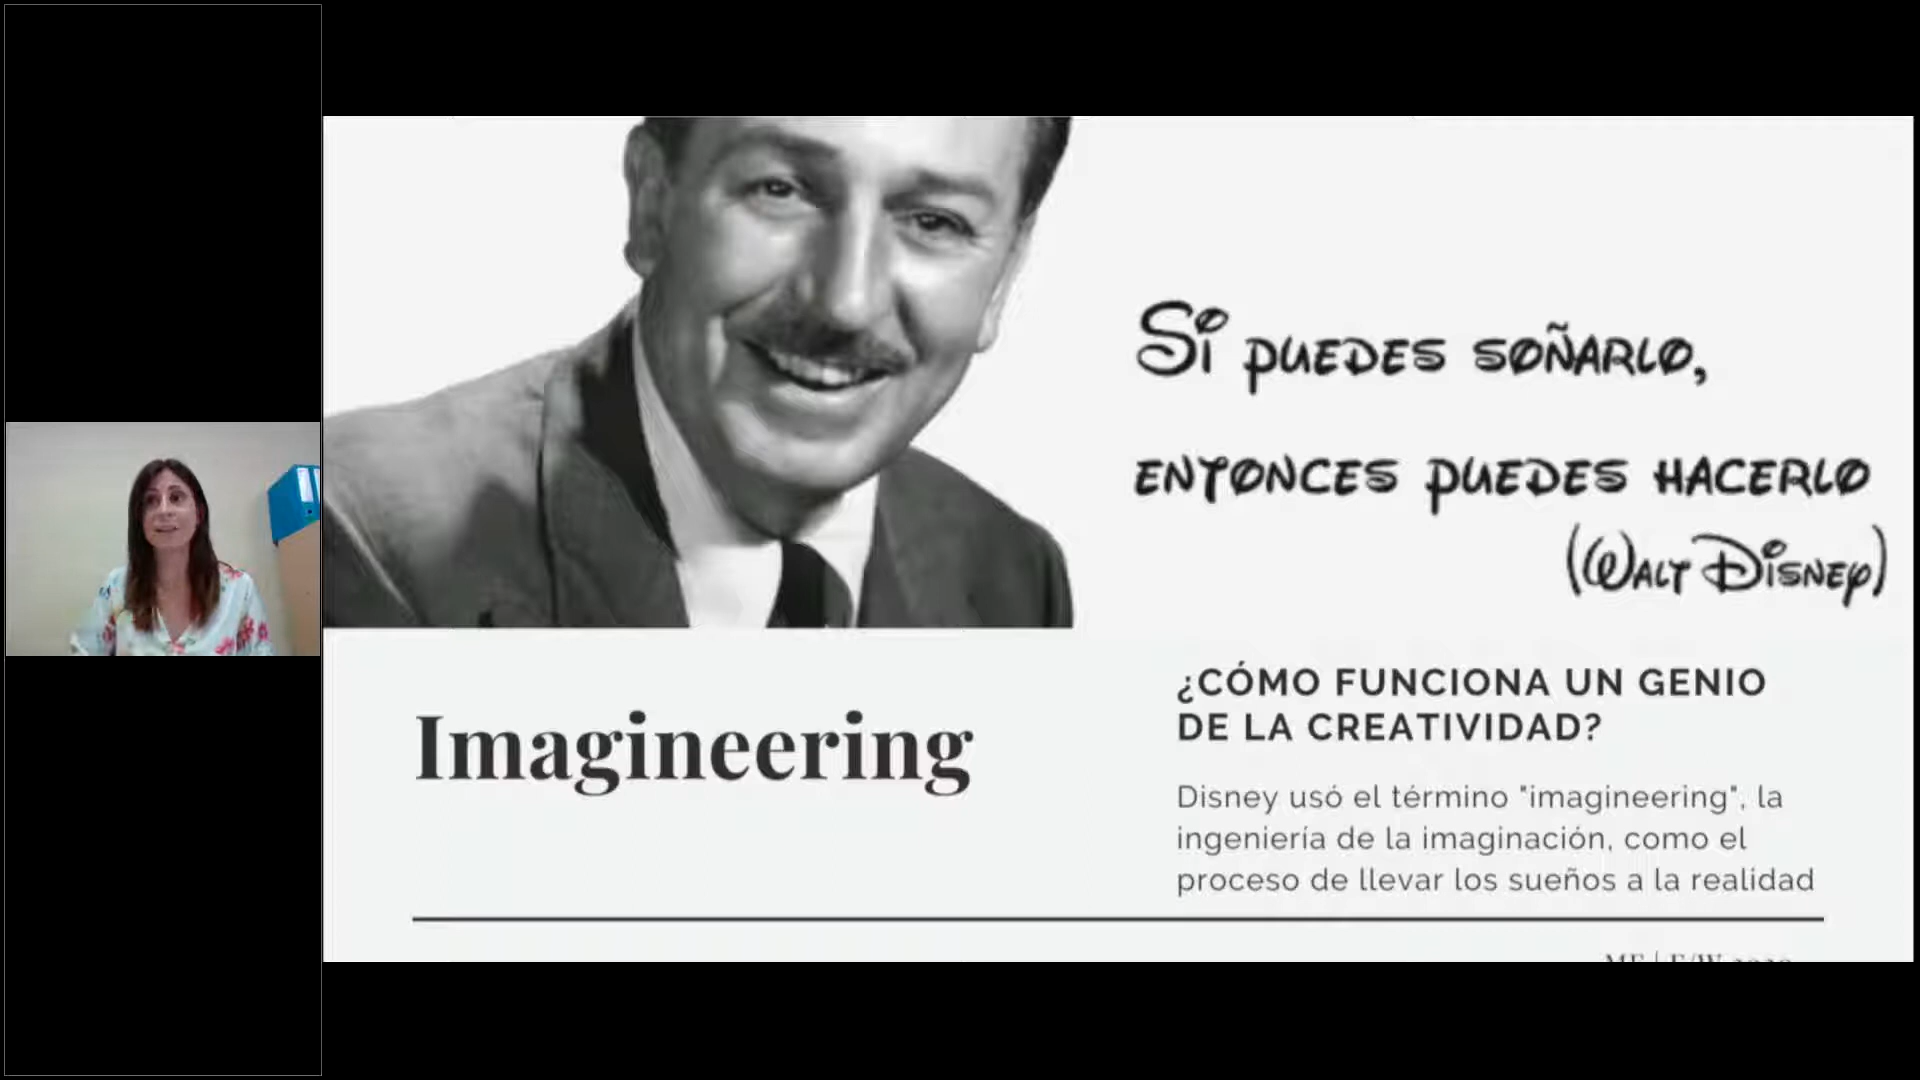 Si puedes soñarlo,
entonces puedes hacerlo
(Walt Disney)
Imagineering
¿CÓMO FUNCIONA UN GENIO
DE LA CREATIVIDAD?
Disney usó el término "imagineering", la
ingeniería de la imaginación, como el
proceso de llevar los sueños a la realidad